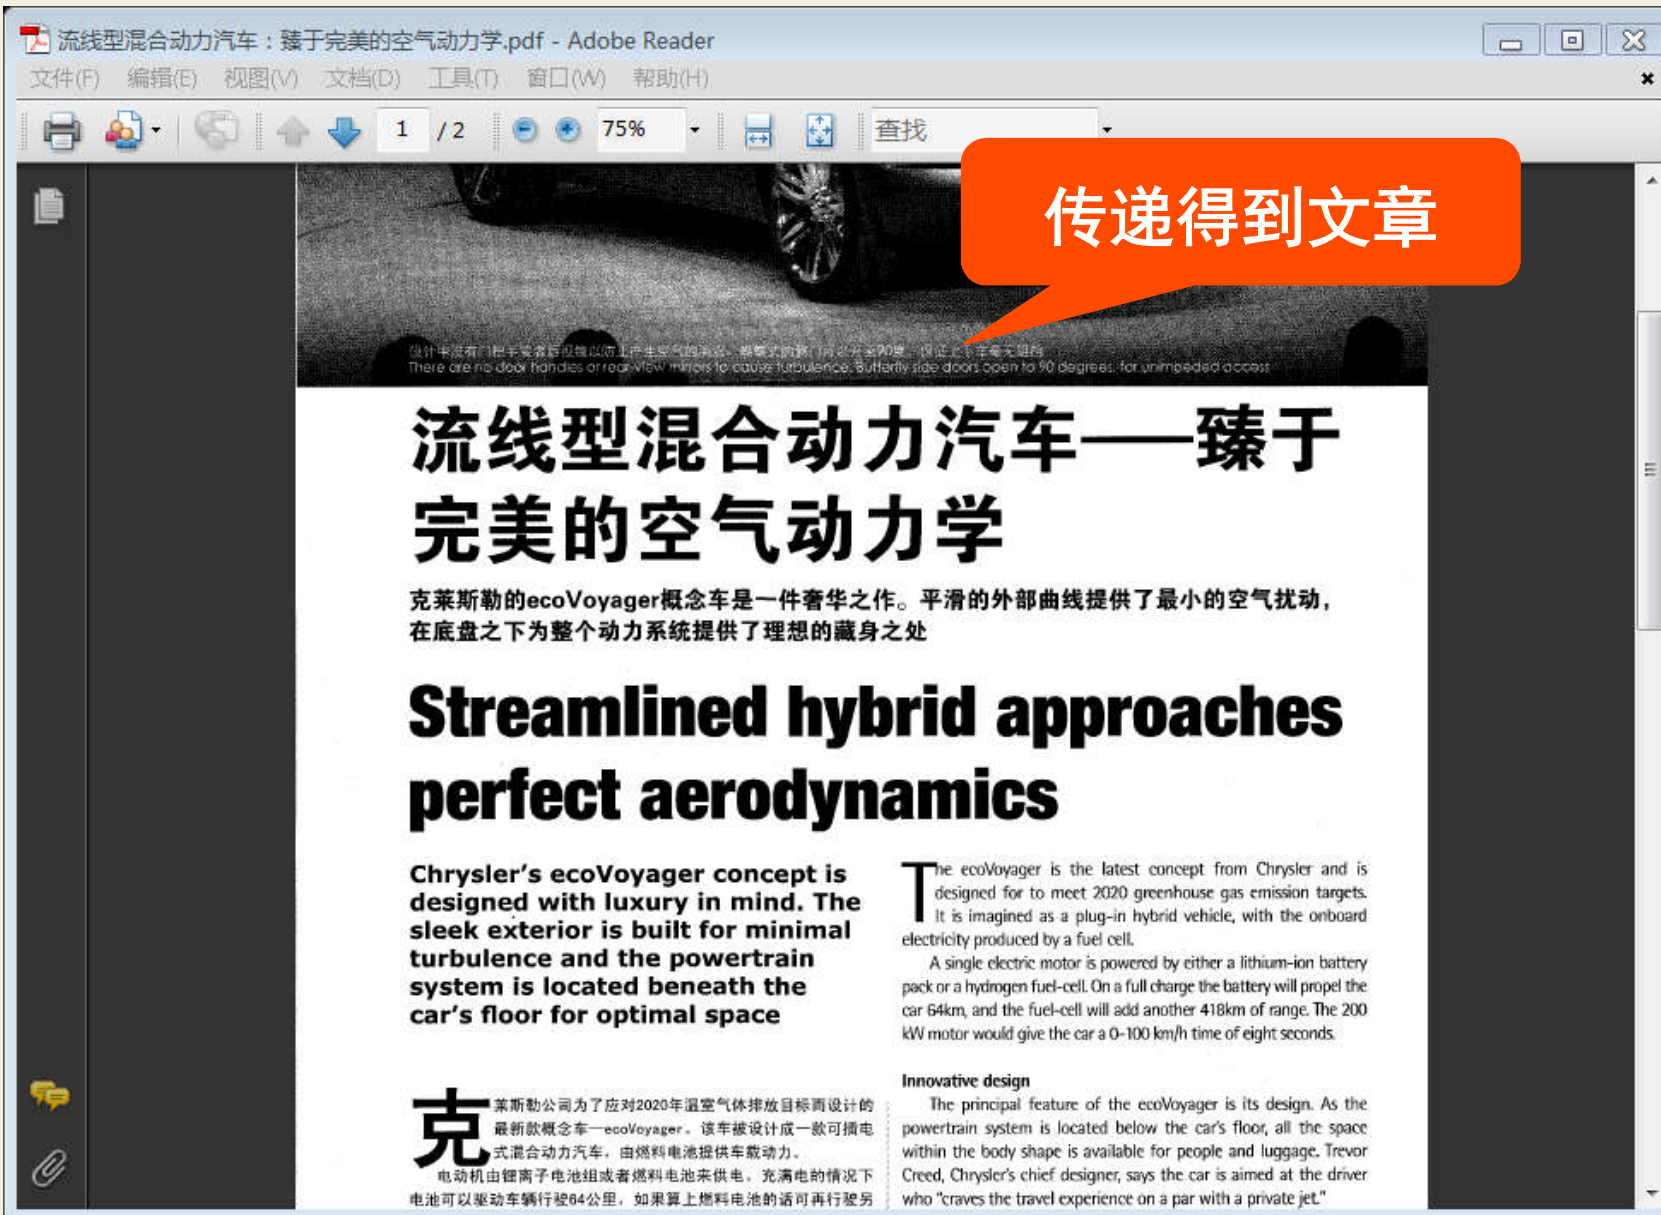 流线型混合动力汽车：臻于完美的空气动力学.pdf - Adobe Reader
文件(F) 编辑(E) 视图(V) 文档(D) 工具(T) 窗口(W) 帮助(H)
1 / 2 75% 查找
传递得到文章
There are no door handles or rear view mirrors to cause turbulence. Butterfly side doors open to 90 degrees, for unimpeded access
流线型混合动力汽车——臻于
完美的空气动力学
克莱斯勒的ecoVoyager概念车是一件奢华之作。平滑的外部曲线提供了最小的空气扰动，
在底盘之下为整个动力系统提供了理想的藏身之处
Streamlined hybrid approaches
perfect aerodynamics
Chrysler's ecoVoyager concept is
designed with luxury in mind. The
sleek exterior is built for minimal
turbulence and the powertrain
system is located beneath the
car's floor for optimal space
克莱斯勒公司为了应对2020年温室气体排放目标而设计的
最新款概念车—ecoVoyager。该车被设计成一款可插电
式混合动力汽车，由燃料电池提供车载动力。
电动机由锂离子电池组或者燃料电池来供电。充满电的情况下
电池可以驱动车辆行驶64公里，如果算上燃料电池的话可再行驶另
The ecoVoyager is the latest concept from Chrysler and is
designed for to meet 2020 greenhouse gas emission targets.
It is imagined as a plug-in hybrid vehicle, with the onboard
electricity produced by a fuel cell.
A single electric motor is powered by either a lithium-ion battery
pack or a hydrogen fuel-cell. On a full charge the battery will propel the
car 64km, and the fuel-cell will add another 418km of range. The 200
kW motor would give the car a 0-100 km/h time of eight seconds.
Innovative design
The principal feature of the ecoVoyager is its design. As the
powertrain system is located below the car's floor, all the space
within the body shape is available for people and luggage. Trevor
Creed, Chrysler's chief designer, says the car is aimed at the driver
who "craves the travel experience on a par with a private jet."